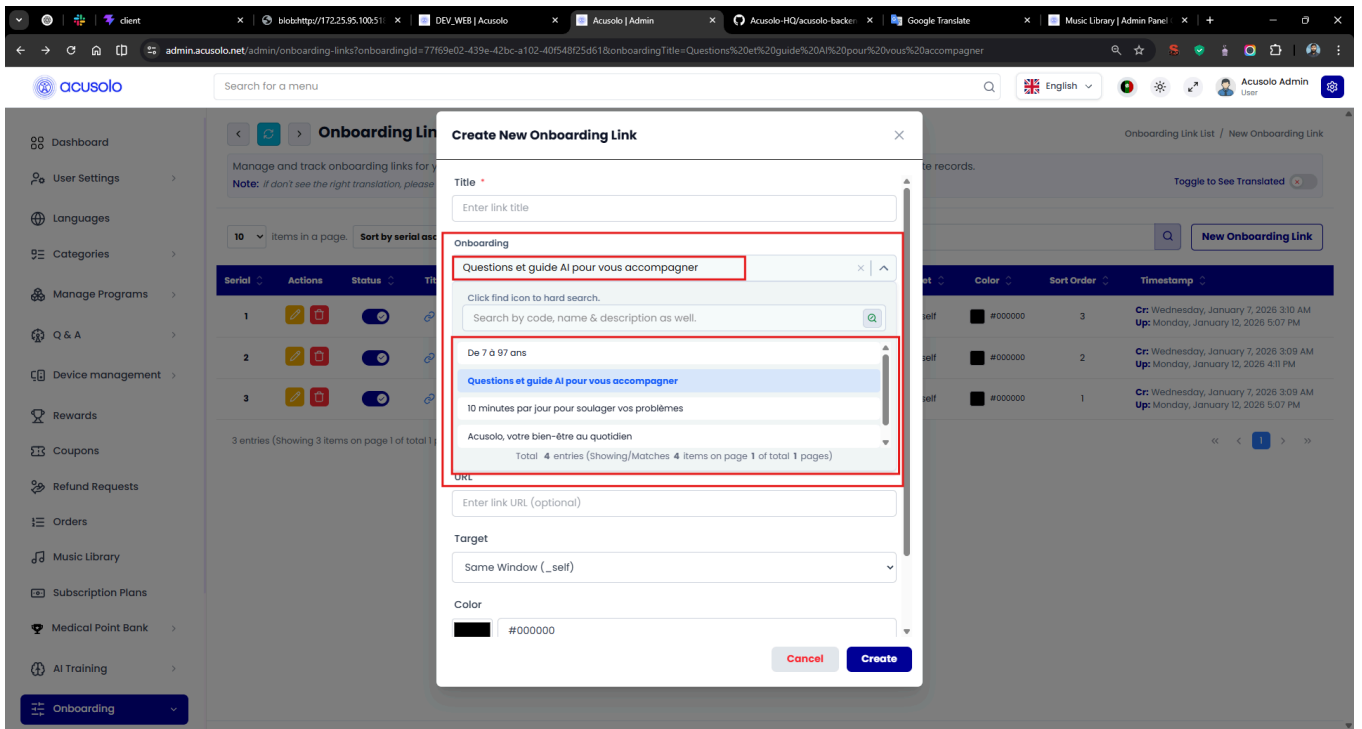 client
blobhttp://172.25.95.100:51
DEV_WEB | Acusolo
Acusolo | Admin
Acusolo-HQ/acusolo-backen
Google Translate
Music Library | Admin Panel
admin.acusolo.net/admin/onboarding-links?onboardingId=77f69e02-439e-42bc-a102-40f548f25d61&onboardingTitle=Questions%20et%20guide%20AI%20pour%20vous%20accompagner
acusolo
Search for a menu
English
Acusolo Admin
User
Dashboard
User Settings
Languages
Categories
Manage Programs
Q & A
Device management
Rewards
Coupons
Refund Requests
Orders
Music Library
Subscription Plans
Medical Point Bank
AI Training
Onboarding
Onboarding Lin
Onboarding Link List / New Onboarding Link
Manage and track onboarding links for y
te records.
Note: if don't see the right translation, please
Toggle to See Translated
10 items in a page. Sort by serial asc
New Onboarding Link
Serial Actions Status Tit
et Color Sort Order Timestamp
1
self #000000 3 Cr: Wednesday, January 7, 2026 3:10 AM
Up: Monday, January 12, 2026 5:07 PM
2
self #000000 2 Cr: Wednesday, January 7, 2026 3:09 AM
Up: Monday, January 12, 2026 4:11 PM
3
self #000000 1 Cr: Wednesday, January 7, 2026 3:09 AM
Up: Monday, January 12, 2026 5:07 PM
3 entries (Showing 3 items on page 1 of total 1 p
« < 1 > »
Create New Onboarding Link
Title *
Enter link title
Onboarding
Questions et guide AI pour vous accompagner
Click find icon to hard search.
Search by code, name & description as well.
De 7 à 97 ans
Questions et guide AI pour vous accompagner
10 minutes par jour pour soulager vos problèmes
Acusolo, votre bien-être au quotidien
Total 4 entries (Showing/Matches 4 items on page 1 of total 1 pages)
URL
Enter link URL (optional)
Target
Same Window (_self)
Color
#000000
Cancel
Create